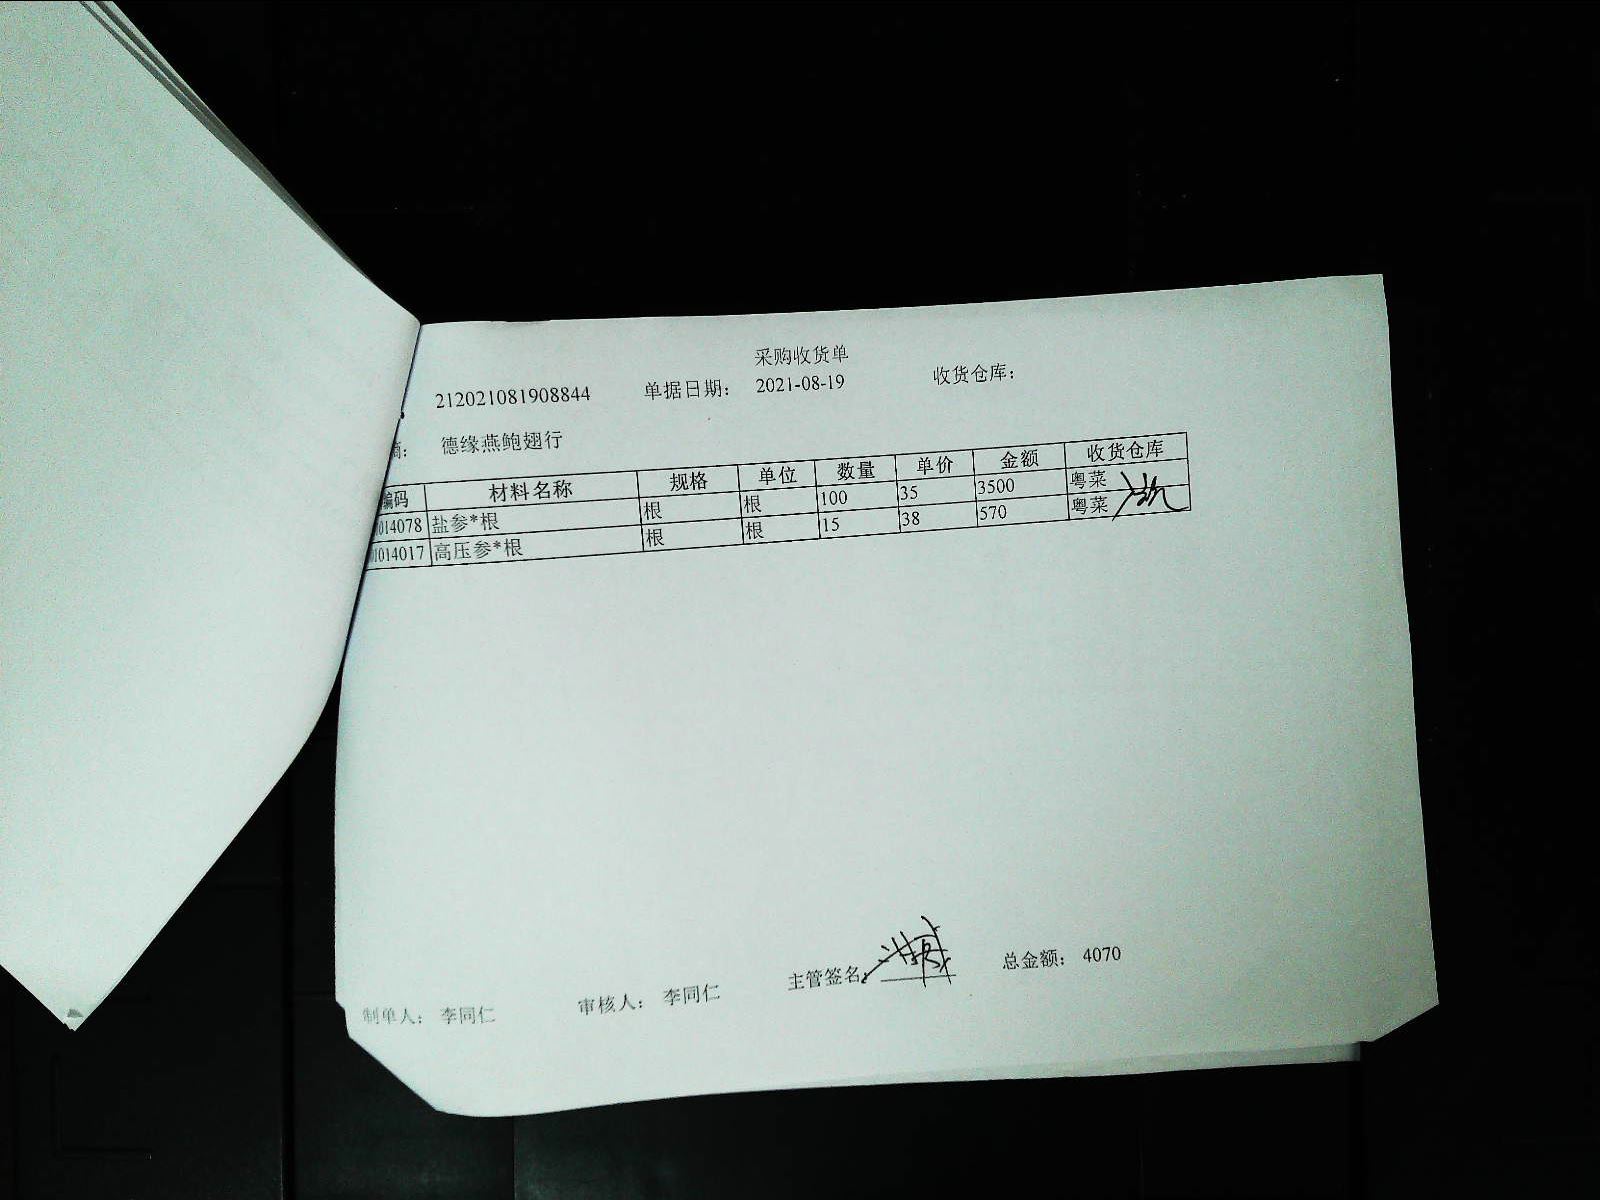 采购收货单
212021081908844 单据日期： 2021-08-19 收货仓库：
商： 德缘燕鲍翅行
编码 材料名称 规格 单位 数量 单价 金额 收货仓库
014078 盐参*根 根 根 100 35 3500 粤菜
1014017 高压参*根 根 根 15 38 570 粤菜
制单人： 李同仁 审核人： 李同仁 主管签名： 总金额： 4070